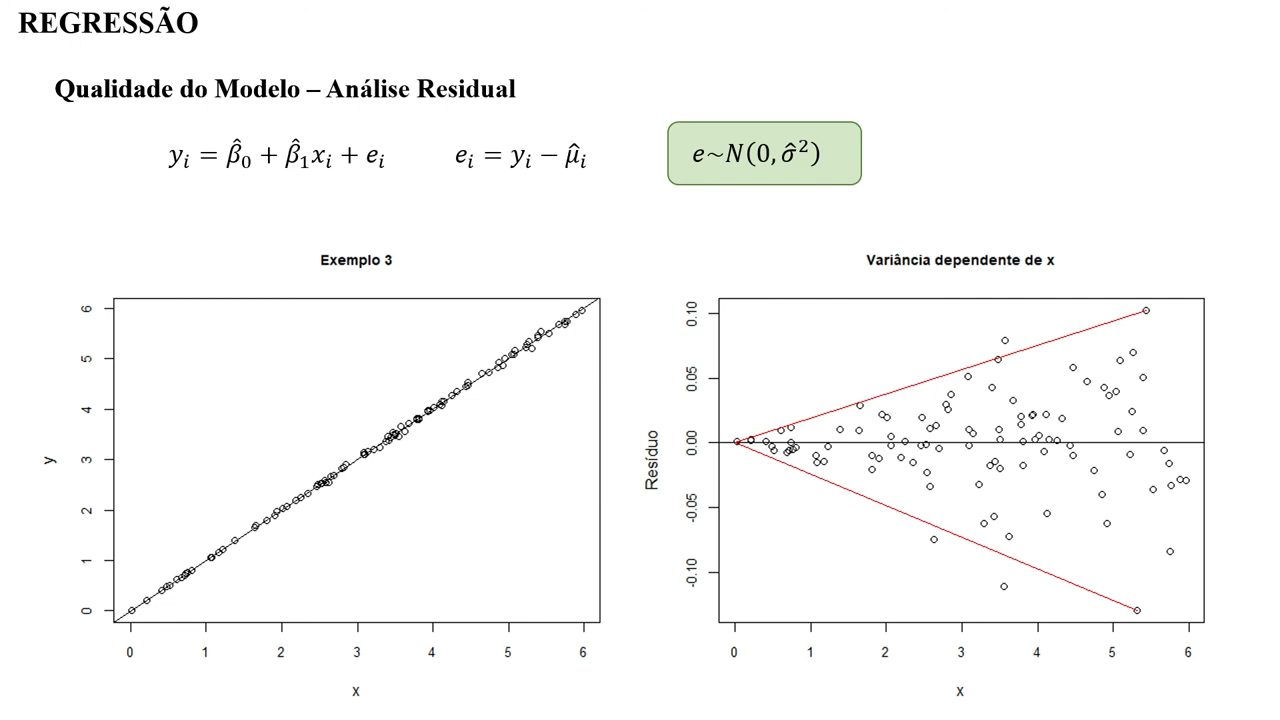 REGRESSÃO
Qualidade do Modelo – Análise Residual
yᵢ = β̂₀ + β̂₁xᵢ + eᵢ
eᵢ = yᵢ − μ̂ᵢ
e~N(0, σ̂²)
Exemplo 3
y
6
5
4
3
2
1
0
0 1 2 3 4 5 6
x
Variância dependente de x
Resíduo
0.10
0.05
0.00
-0.05
-0.10
0 1 2 3 4 5 6
x